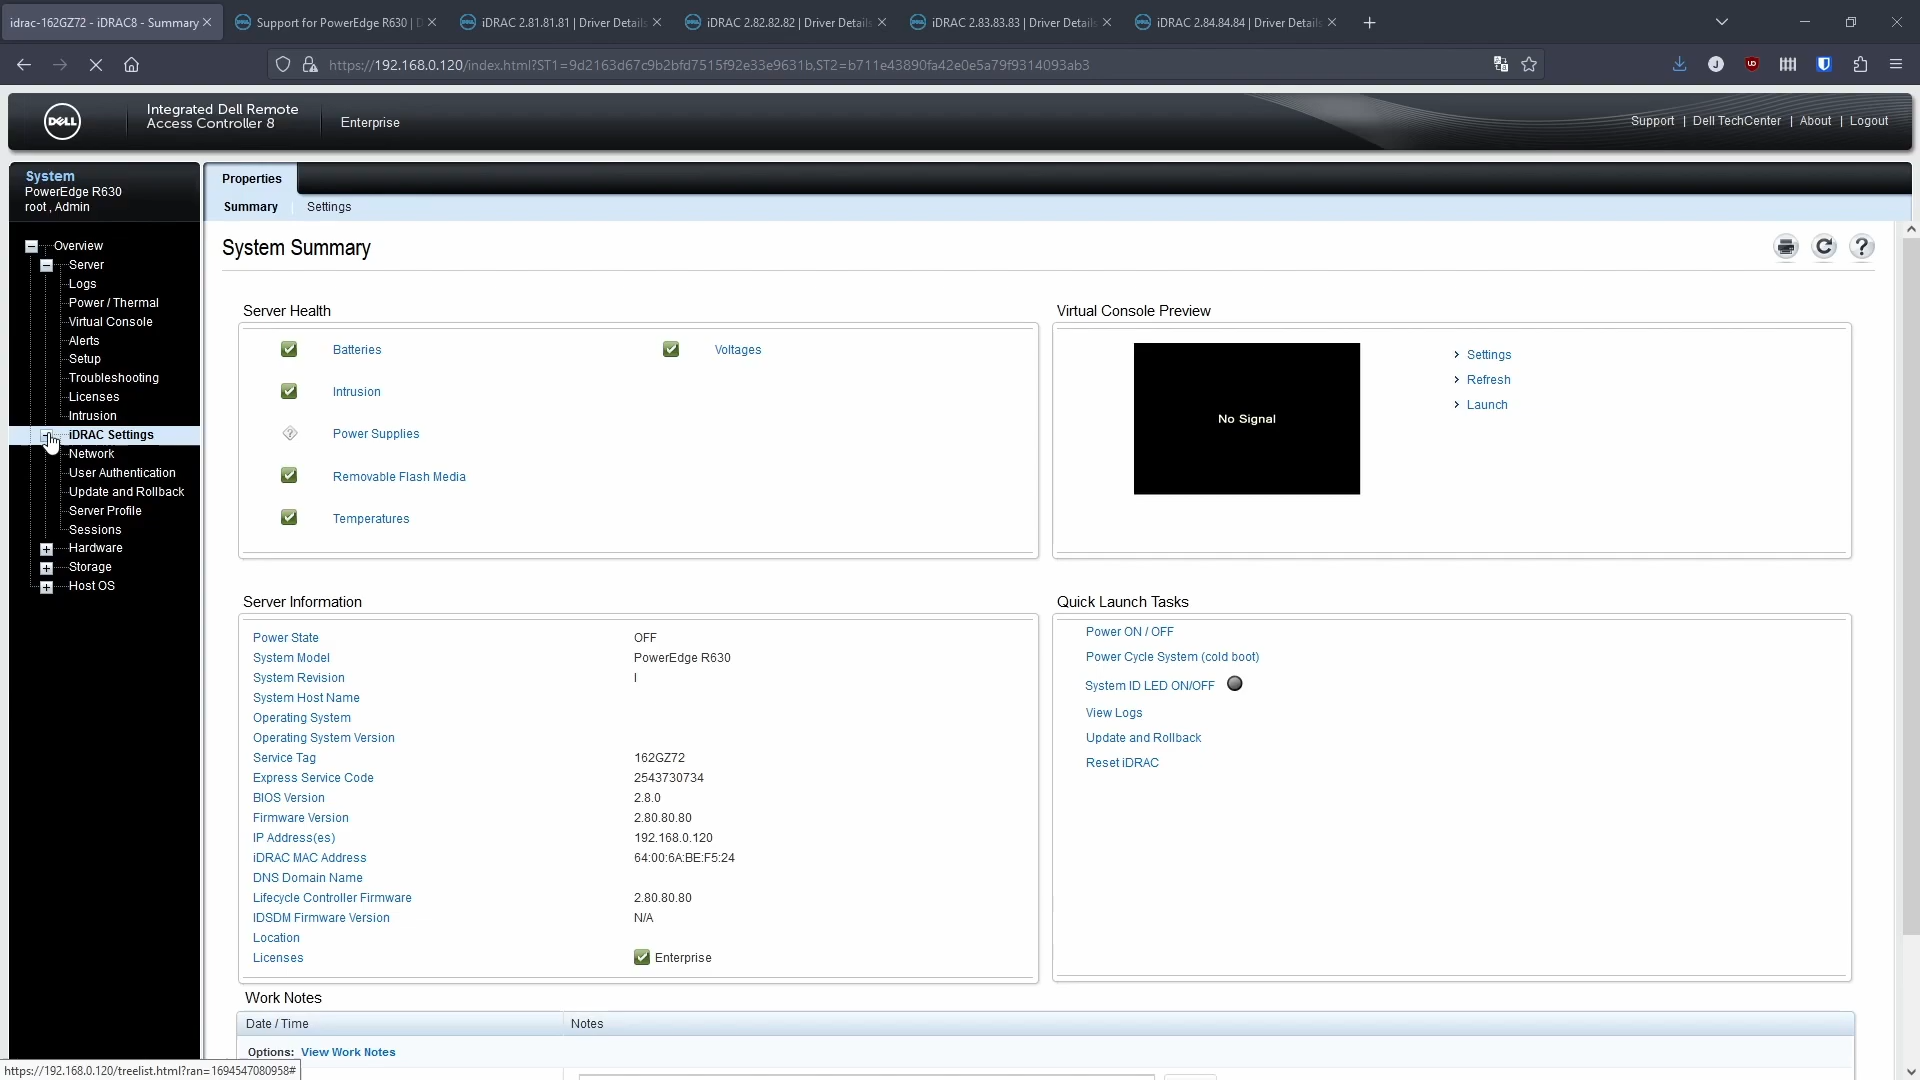 idrac-162GZ72 - iDRAC8 - Summary
Support for PowerEdge R630 | D
iDRAC 2.81.81.81 | Driver Details
iDRAC 2.82.82.82 | Driver Details
iDRAC 2.83.83.83 | Driver Details
iDRAC 2.84.84.84 | Driver Details
https://192.168.0.120/index.html?ST1=9d2163d67c9b2bfd7515f92e33e9631b,ST2=b711e43890fa42e0e5a79f9314093ab3
DELL
Integrated Dell Remote
Access Controller 8
Enterprise
Support | Dell TechCenter | About | Logout
System
PowerEdge R630
root , Admin
Overview
Server
Logs
Power / Thermal
Virtual Console
Alerts
Setup
Troubleshooting
Licenses
Intrusion
iDRAC Settings
Network
User Authentication
Update and Rollback
Server Profile
Sessions
Hardware
Storage
Host OS
Properties
Summary
Settings
System Summary
Server Health
Batteries
Voltages
Intrusion
Power Supplies
Removable Flash Media
Temperatures
Virtual Console Preview
No Signal
Settings
Refresh
Launch
Server Information
Power State OFF
System Model PowerEdge R630
System Revision I
System Host Name
Operating System
Operating System Version
Service Tag 162GZ72
Express Service Code 2543730734
BIOS Version 2.8.0
Firmware Version 2.80.80.80
IP Address(es) 192.168.0.120
iDRAC MAC Address 64:00:6A:BE:F5:24
DNS Domain Name
Lifecycle Controller Firmware 2.80.80.80
IDSDM Firmware Version N/A
Location
Licenses Enterprise
Quick Launch Tasks
Power ON / OFF
Power Cycle System (cold boot)
System ID LED ON/OFF
View Logs
Update and Rollback
Reset iDRAC
Work Notes
Date / Time Notes
Options: View Work Notes
https://192.168.0.120/treelist.html?ran=1694547080958#